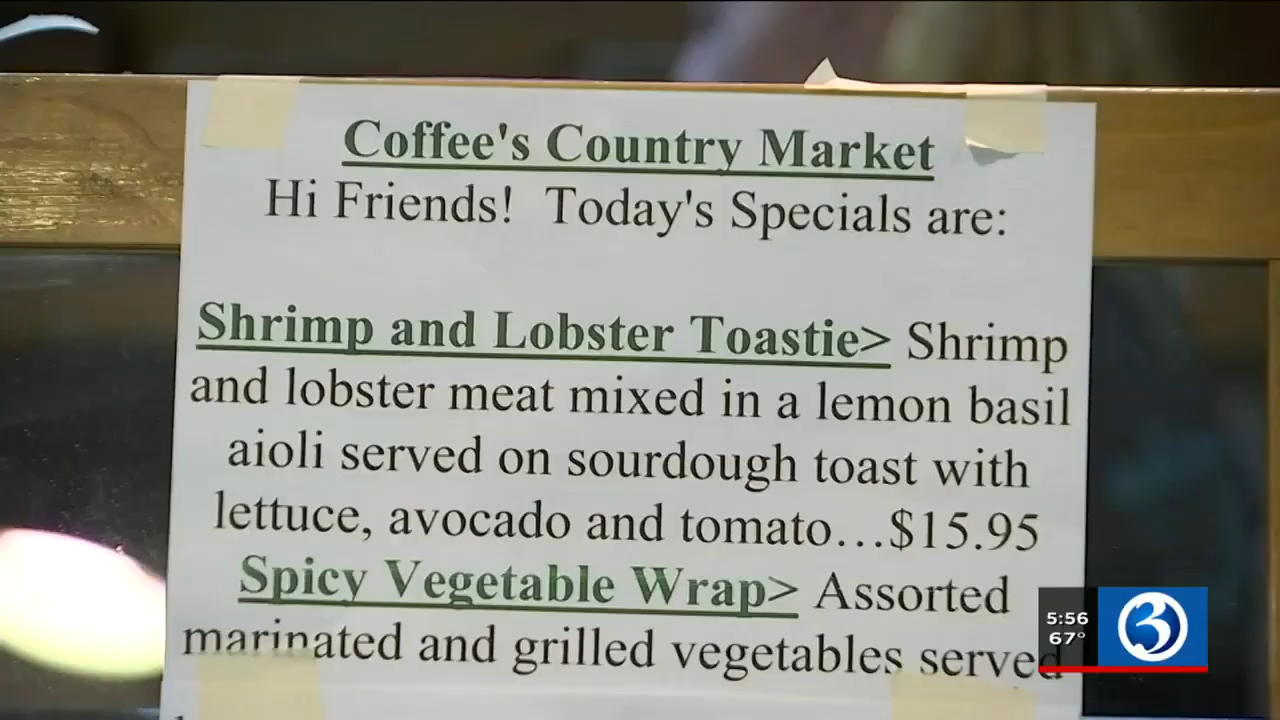 Coffee's Country Market
Hi Friends!  Today's Specials are:
Shrimp and Lobster Toastie> Shrimp
and lobster meat mixed in a lemon basil
aioli served on sourdough toast with
lettuce, avocado and tomato...$15.95
Spicy Vegetable Wrap> Assorted
marinated and grilled vegetables served
5:56
67°
3